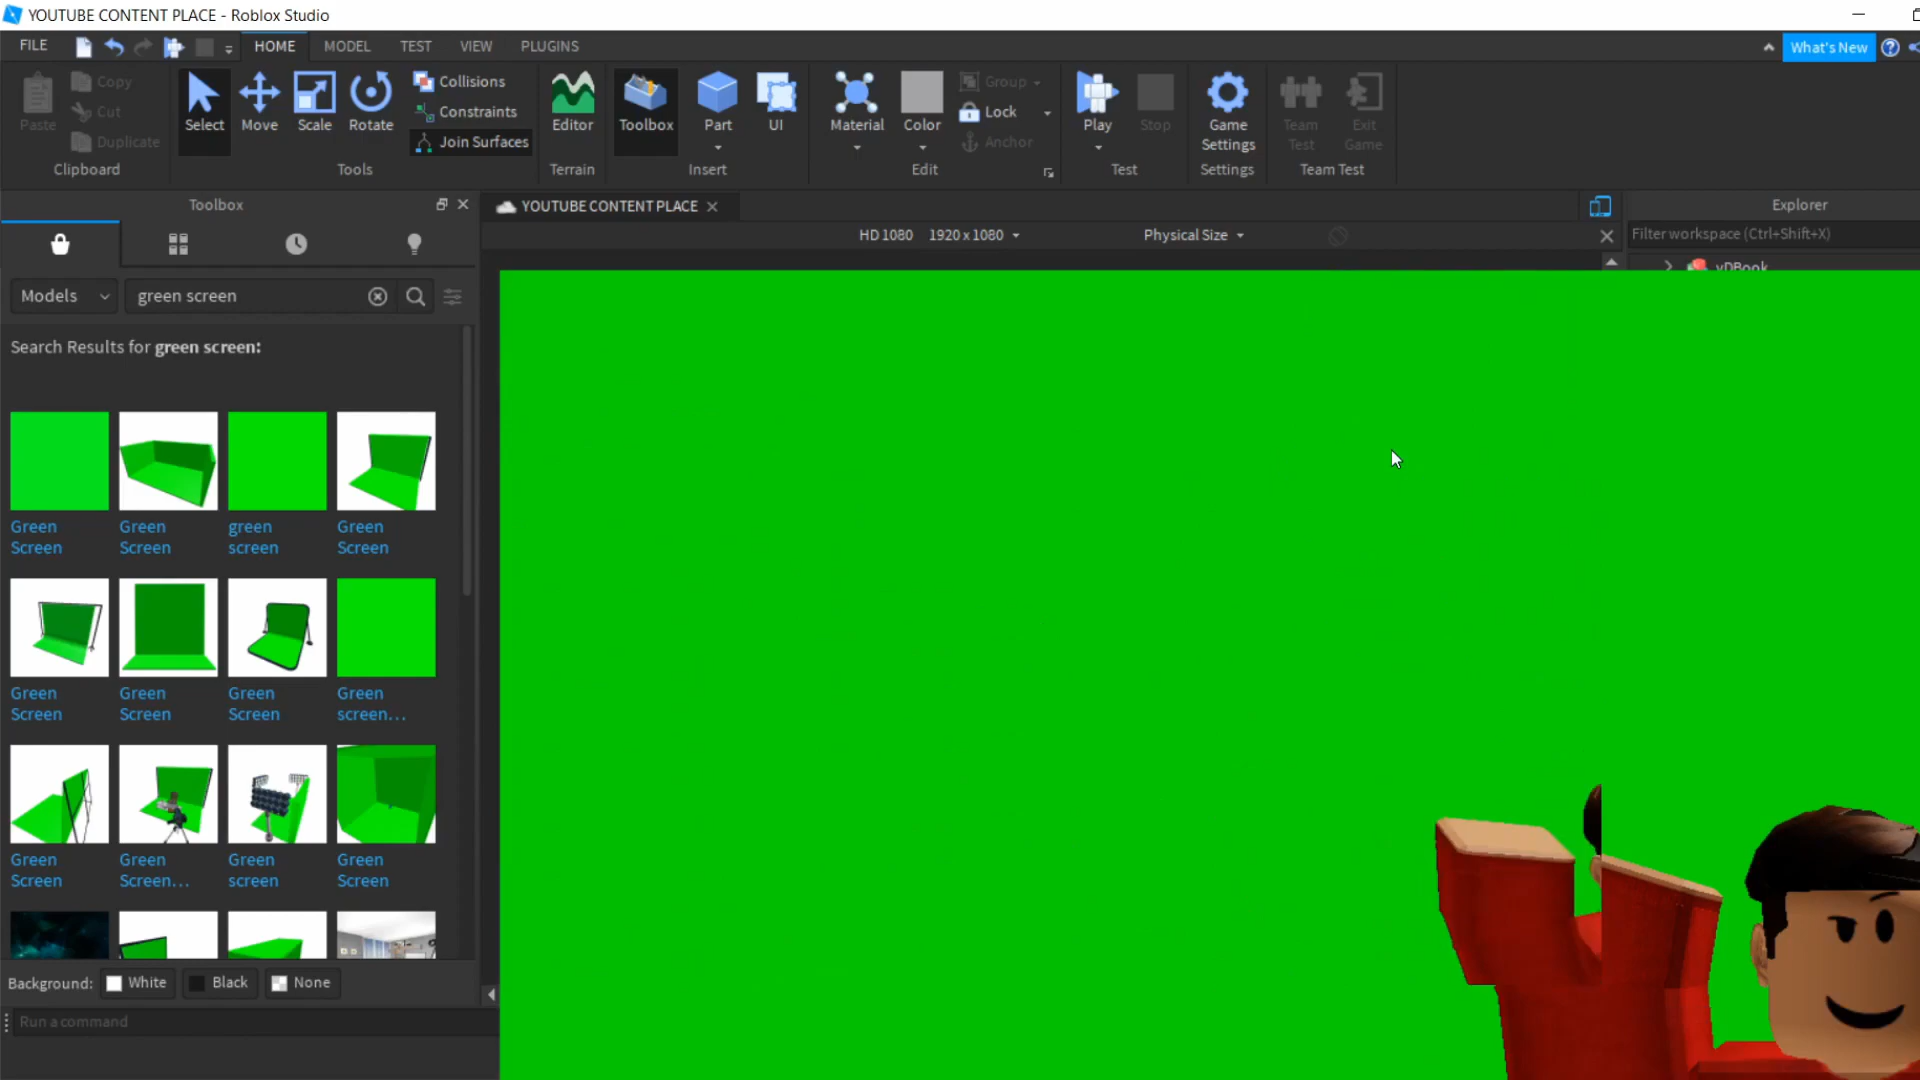 YOUTUBE CONTENT PLACE - Roblox Studio
FILE
HOME
MODEL
TEST
VIEW
PLUGINS
What's New
Paste
Copy
Cut
Duplicate
Clipboard
Select
Move
Scale
Rotate
Collisions
Constraints
Join Surfaces
Tools
Editor
Terrain
Toolbox
Part
UI
Insert
Material
Color
Group
Lock
Anchor
Edit
Play
Stop
Test
Game
Settings
Settings
Team
Test
Exit
Game
Team Test
Toolbox
YOUTUBE CONTENT PLACE
Explorer
HD 1080 1920 x 1080
Physical Size
Filter workspace (Ctrl+Shift+X)
Models
green screen
Search Results for green screen:
Green
Screen
Green
Screen
green
screen
Green
Screen
Green
Screen
Green
Screen
Green
Screen
Green
screen...
Green
Screen
Green
Screen...
Green
screen
Green
Screen
Background: White Black None
Run a command